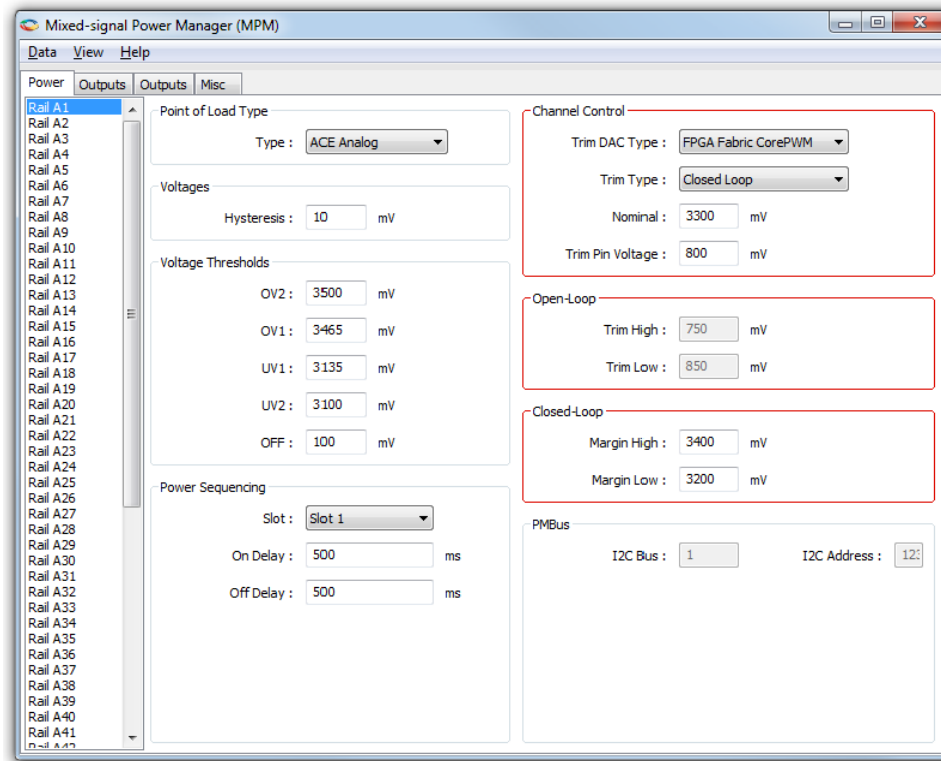 Mixed-signal Power Manager (MPM)
Data View Help
Power Outputs Outputs Misc
Rail A1
Rail A2
Rail A3
Rail A4
Rail A5
Rail A6
Rail A7
Rail A8
Rail A9
Rail A10
Rail A11
Rail A12
Rail A13
Rail A14
Rail A15
Rail A16
Rail A17
Rail A18
Rail A19
Rail A20
Rail A21
Rail A22
Rail A23
Rail A24
Rail A25
Rail A26
Rail A27
Rail A28
Rail A29
Rail A30
Rail A31
Rail A32
Rail A33
Rail A34
Rail A35
Rail A36
Rail A37
Rail A38
Rail A39
Rail A40
Rail A41
Rail A42
Point of Load Type
Type : ACE Analog
Voltages
Hysteresis : 10 mV
Voltage Thresholds
OV2 : 3500 mV
OV1 : 3465 mV
UV1 : 3135 mV
UV2 : 3100 mV
OFF : 100 mV
Power Sequencing
Slot : Slot 1
On Delay : 500 ms
Off Delay : 500 ms
Channel Control
Trim DAC Type : FPGA Fabric CorePWM
Trim Type : Closed Loop
Nominal : 3300 mV
Trim Pin Voltage : 800 mV
Open-Loop
Trim High : 750 mV
Trim Low : 850 mV
Closed-Loop
Margin High : 3400 mV
Margin Low : 3200 mV
PMBus
I2C Bus : 1 I2C Address : 12